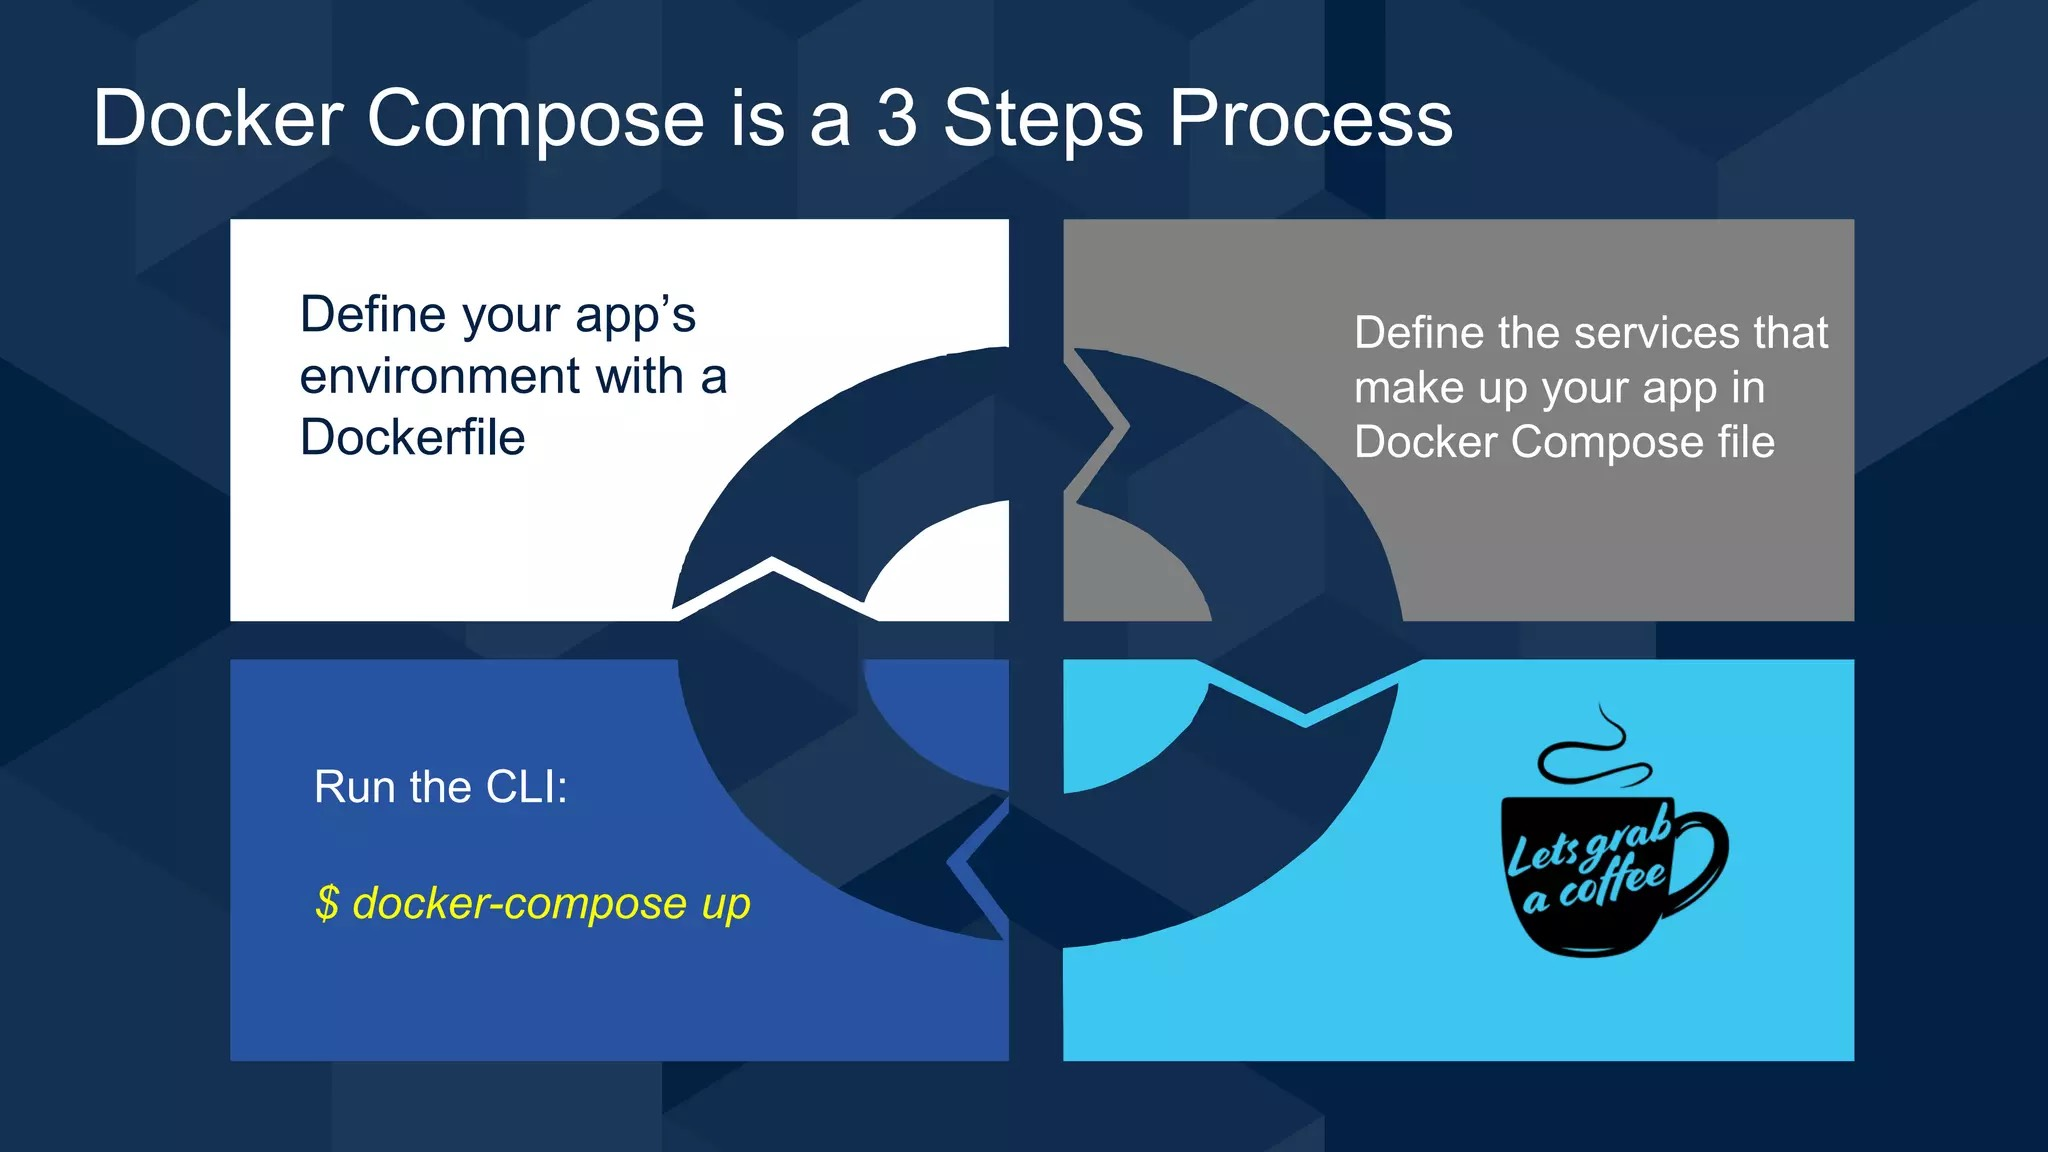 Docker Compose is a 3 Steps Process
Define your app’s
environment with a
Dockerfile
Define the services that
make up your app in
Docker Compose file
Run the CLI:
$ docker-compose up
Lets grab
a coffee